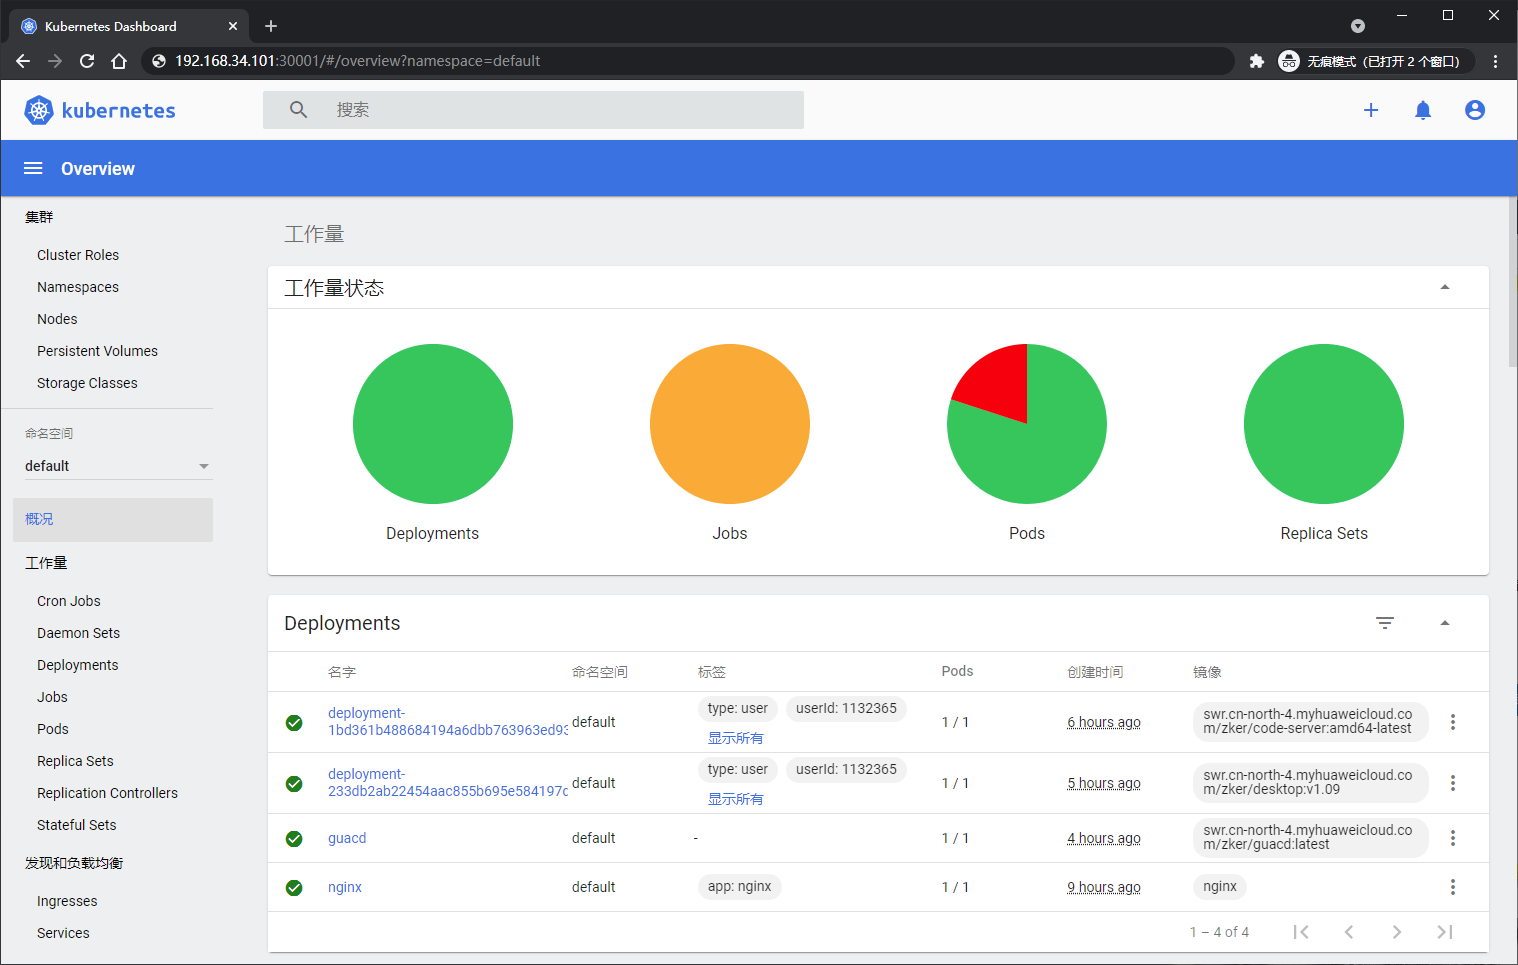 Kubernetes Dashboard
192.168.34.101:30001/#/overview?namespace=default
无痕模式（已打开 2 个窗口）
kubernetes
搜索
Overview
集群
Cluster Roles
Namespaces
Nodes
Persistent Volumes
Storage Classes
命名空间
default
概况
工作量
Cron Jobs
Daemon Sets
Deployments
Jobs
Pods
Replica Sets
Replication Controllers
Stateful Sets
发现和负载均衡
Ingresses
Services
工作量
工作量状态
Deployments
Jobs
Pods
Replica Sets
Deployments
名字 命名空间 标签 Pods 创建时间 镜像
deployment-
1bd361b488684194a6dbb763963ed93
default
type: user userId: 1132365
显示所有
1 / 1
6 hours ago
swr.cn-north-4.myhuaweicloud.co
m/zker/code-server:amd64-latest
deployment-
233db2ab22454aac855b695e584197c
default
type: user userId: 1132365
显示所有
1 / 1
5 hours ago
swr.cn-north-4.myhuaweicloud.co
m/zker/desktop:v1.09
guacd
default
-
1 / 1
4 hours ago
swr.cn-north-4.myhuaweicloud.co
m/zker/guacd:latest
nginx
default
app: nginx
1 / 1
9 hours ago
nginx
1 – 4 of 4